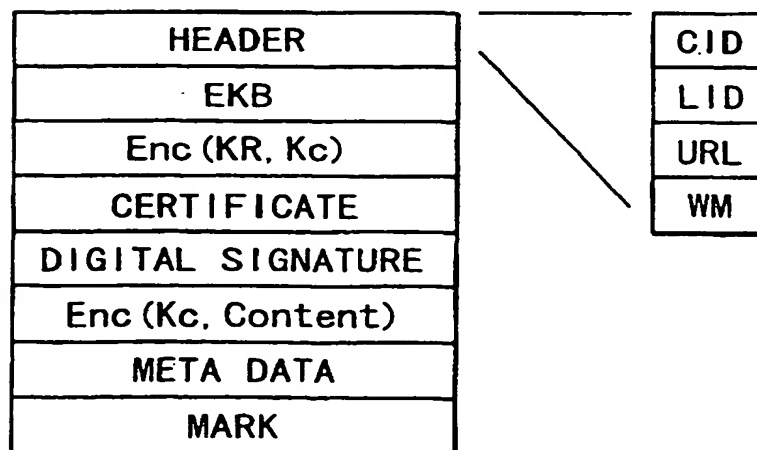 HEADER
EKB
Enc (KR, Kc)
CERTIFICATE
DIGITAL SIGNATURE
Enc (Kc, Content)
META DATA
MARK
CID
LID
URL
WM